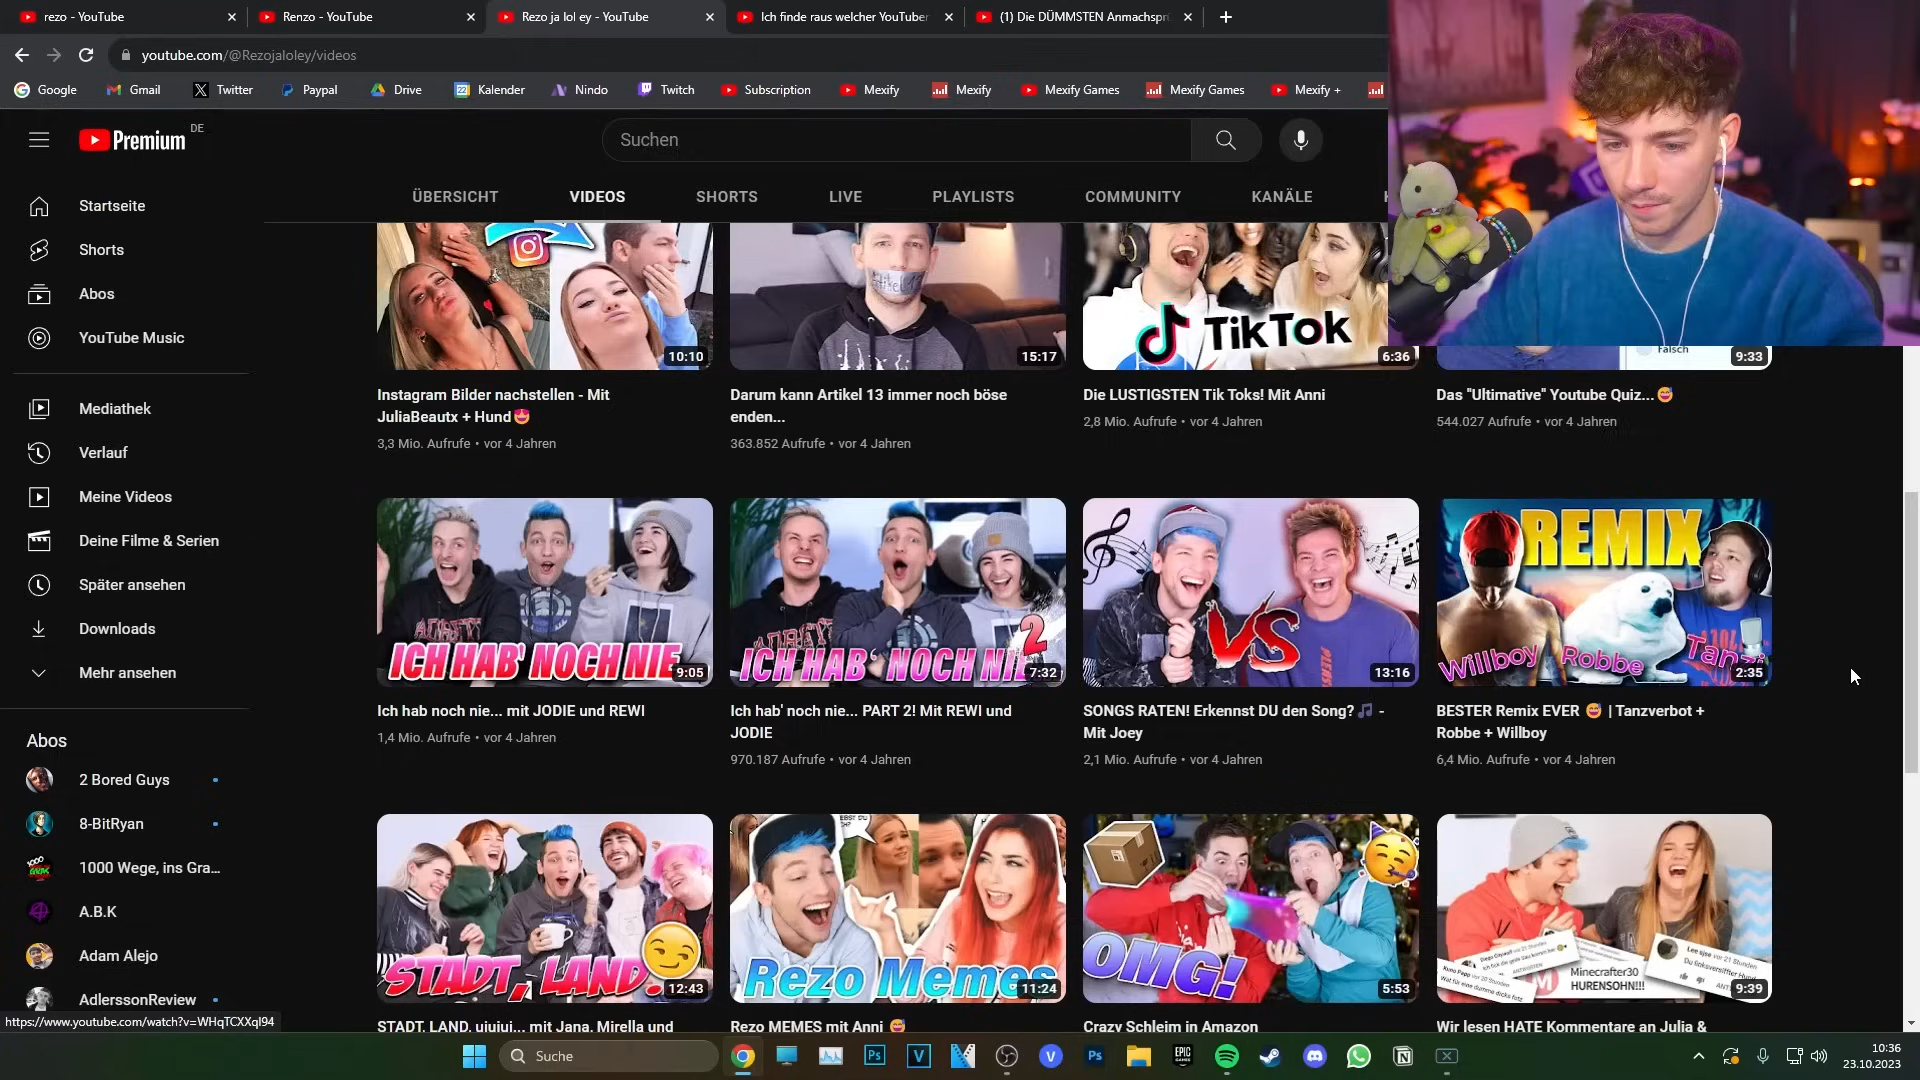 rezo - YouTube
Renzo - YouTube
Rezo ja lol ey - YouTube
Ich finde raus welcher YouTuber
(1) Die DÜMMSTEN Anmachspr
youtube.com/@Rezojaloley/videos
Google
Gmail
Twitter
Paypal
Drive
Kalender
Nindo
Twitch
Subscription
Mexify
Mexify
Mexify Games
Mexify Games
Mexify +
Premium DE
Suchen
ÜBERSICHT
VIDEOS
SHORTS
LIVE
PLAYLISTS
COMMUNITY
KANÄLE
Startseite
Shorts
Abos
YouTube Music
Mediathek
Verlauf
Meine Videos
Deine Filme & Serien
Später ansehen
Downloads
Mehr ansehen
Abos
2 Bored Guys
8-BitRyan
1000 Wege, ins Gra...
A.B.K
Adam Alejo
AdlerssonReview
https://www.youtube.com/watch?v=WHqTCXXqI94
10:10
Instagram Bilder nachstellen - Mit
JuliaBeautx + Hund😍
3,3 Mio. Aufrufe • vor 4 Jahren
15:17
Darum kann Artikel 13 immer noch böse
enden...
363.852 Aufrufe • vor 4 Jahren
TikTok
6:36
Die LUSTIGSTEN Tik Toks! Mit Anni
2,8 Mio. Aufrufe • vor 4 Jahren
Falsch
9:33
Das "Ultimative" Youtube Quiz...😅
544.027 Aufrufe • vor 4 Jahren
ICH HAB' NOCH NIE
9:05
Ich hab noch nie... mit JODIE und REWI
1,4 Mio. Aufrufe • vor 4 Jahren
ICH HAB' NOCH NIE
2
7:32
Ich hab' noch nie... PART 2! Mit REWI und
JODIE
970.187 Aufrufe • vor 4 Jahren
VS
13:16
SONGS RATEN! Erkennst DU den Song?🎵 -
Mit Joey
2,1 Mio. Aufrufe • vor 4 Jahren
REMIX
Willboy
Robbe
Tanzi
2:35
BESTER Remix EVER 😅 | Tanzverbot +
Robbe + Willboy
6,4 Mio. Aufrufe • vor 4 Jahren
STADT, LAND.
12:43
STADT, LAND, uiuiui... mit Jana, Mirella und
Rezo Memes
11:24
Rezo MEMES mit Anni 😅
OMG!
5:53
Crazy Schleim in Amazon
Minecrafter30
HURENSOHN!!!
Lee sjse vor 21 Stunden
Du linksversiffter Hund
9:39
Wir lesen HATE Kommentare an Julia &
Suche
10:36
23.10.2023